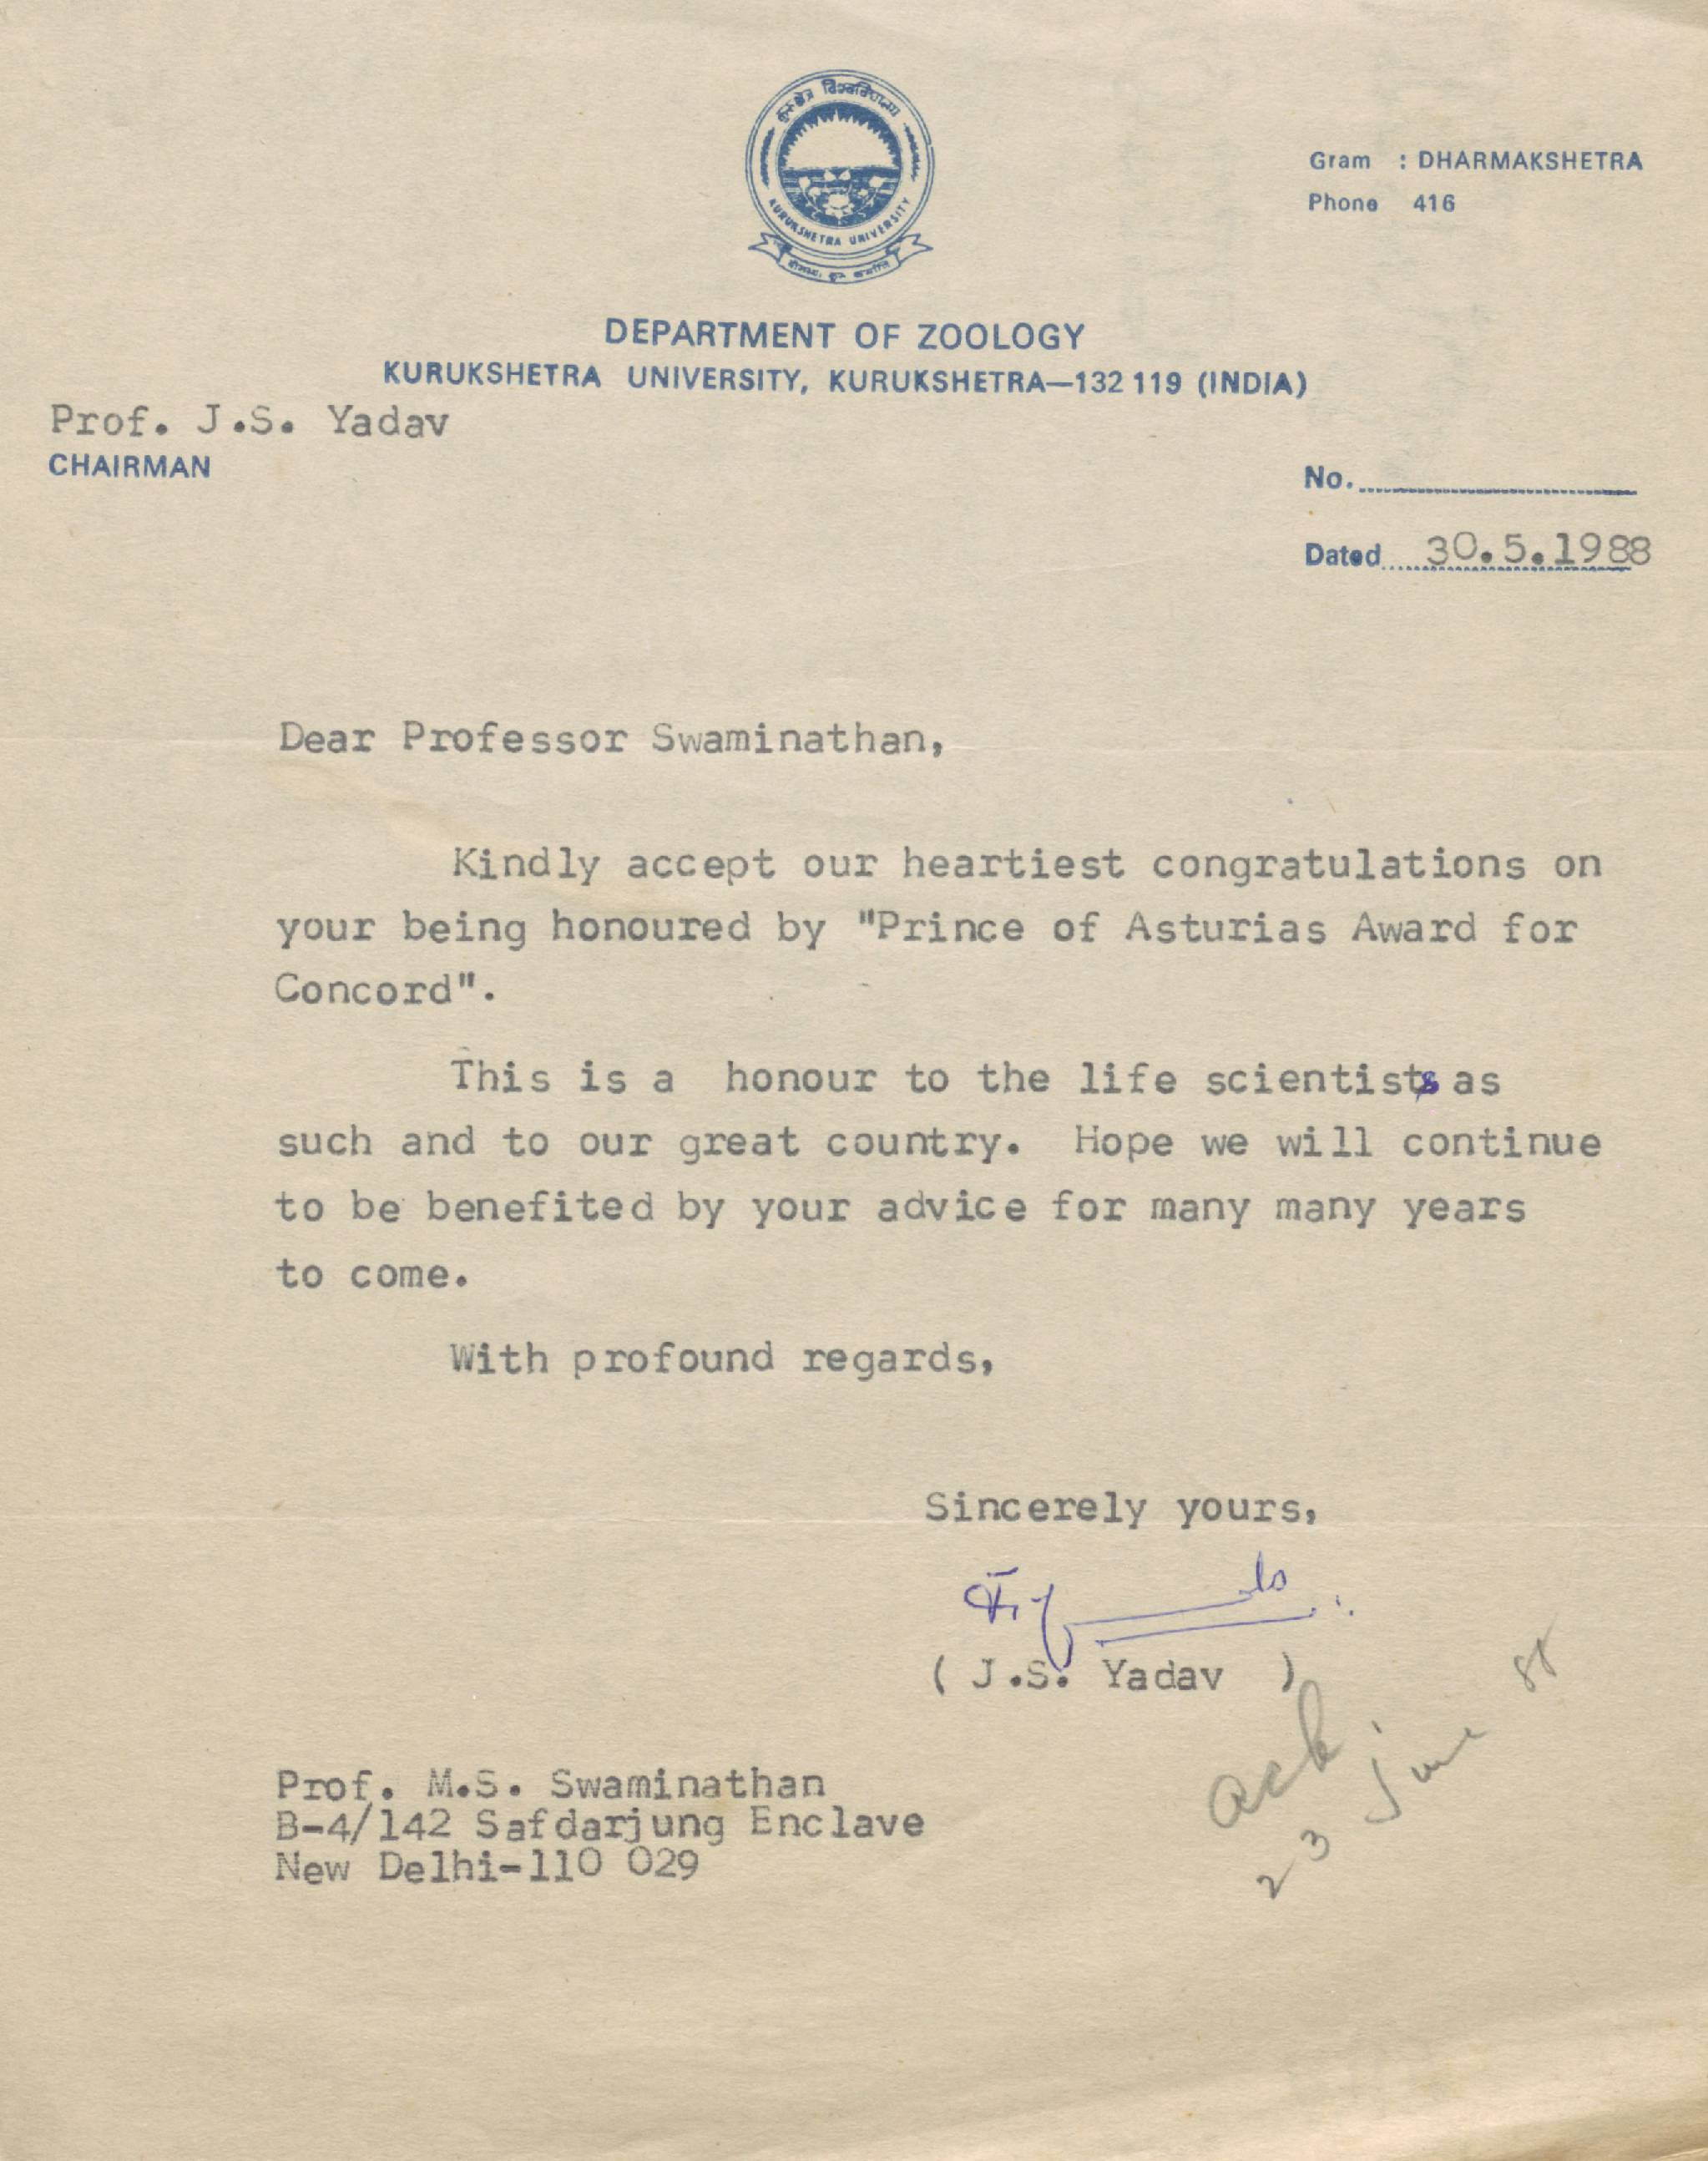 कुरुक्षेत्र विश्वविद्यालय
KURUKSHETRA UNIVERSITY
Gram : DHARMAKSHETRA
Phone 416
DEPARTMENT OF ZOOLOGY
KURUKSHETRA UNIVERSITY, KURUKSHETRA—132 119 (INDIA)
Prof. J.S. Yadav
CHAIRMAN
No.
Dated 30.5.1988
Dear Professor Swaminathan,
Kindly accept our heartiest congratulations on
your being honoured by "Prince of Asturias Award for
Concord".
This is a honour to the life scientists as
such and to our great country. Hope we will continue
to be benefited by your advice for many many years
to come.
With profound regards,
Sincerely yours,
( J.S. Yadav )
ack
23 June 88
Prof. M.S. Swaminathan
B-4/142 Safdarjung Enclave
New Delhi-110 029